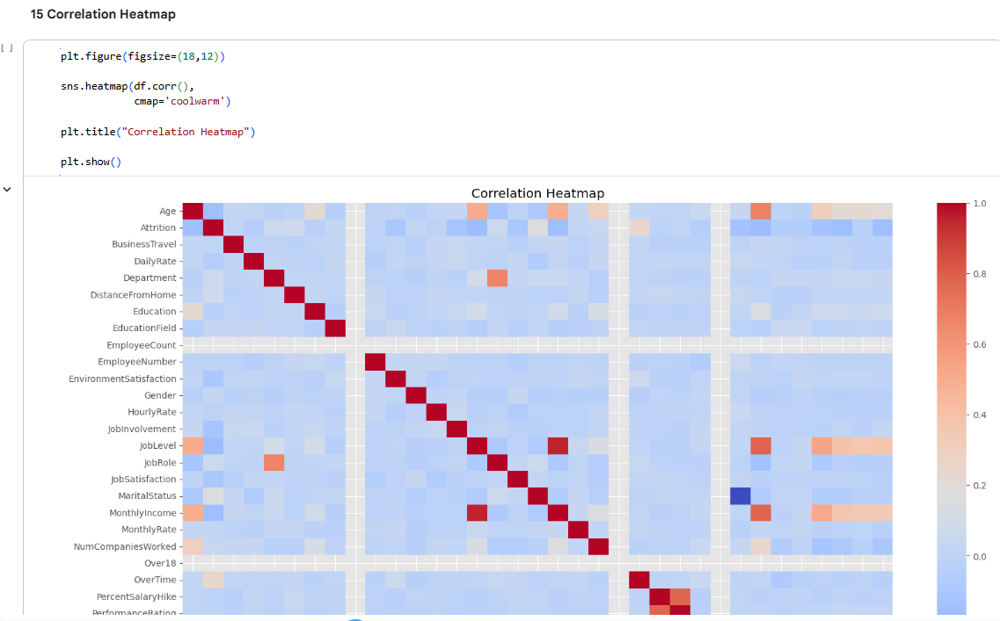 15 Correlation Heatmap
[ ]
plt.figure(figsize=(18,12))
sns.heatmap(df.corr(),
cmap='coolwarm')
plt.title("Correlation Heatmap")
plt.show()
Correlation Heatmap
Age
Attrition
BusinessTravel
DailyRate
Department
DistanceFromHome
Education
EducationField
EmployeeCount
EmployeeNumber
EnvironmentSatisfaction
Gender
HourlyRate
JobInvolvement
JobLevel
JobRole
JobSatisfaction
MaritalStatus
MonthlyIncome
MonthlyRate
NumCompaniesWorked
Over18
OverTime
PercentSalaryHike
PerformanceRating
1.0
0.8
0.6
0.4
0.2
0.0